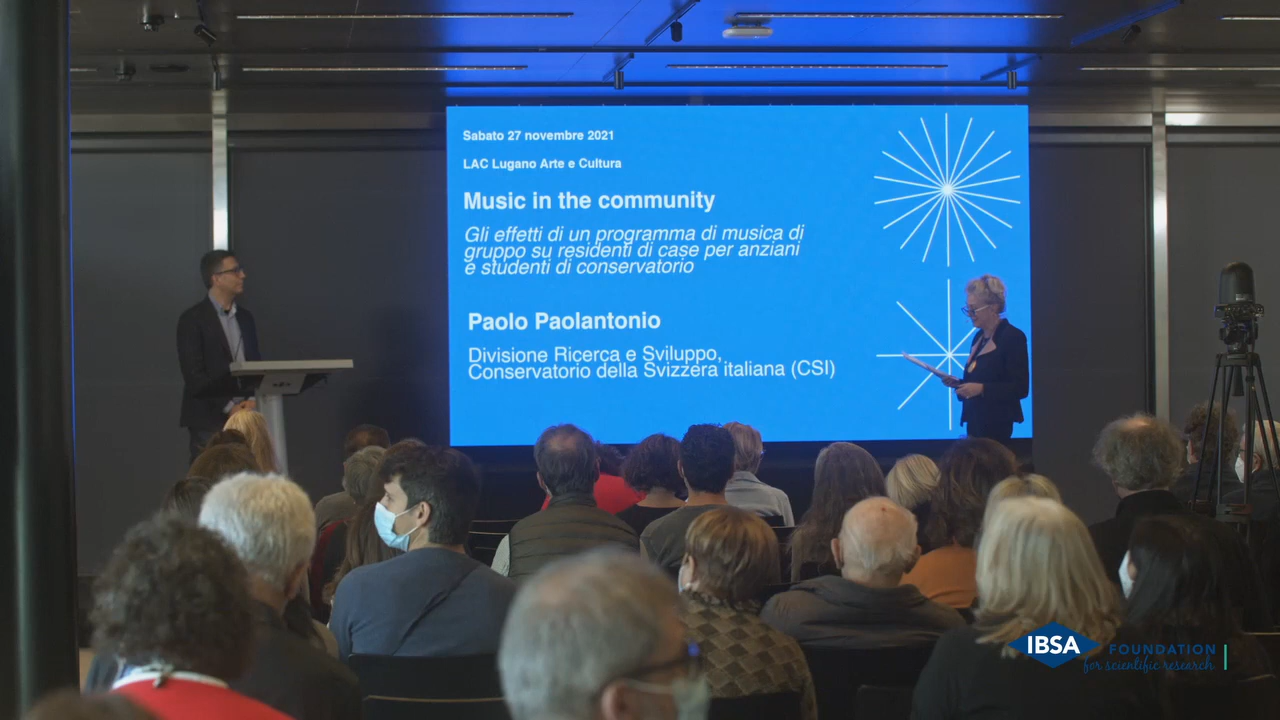 Sabato 27 novembre 2021
LAC Lugano Arte e Cultura
Music in the community
Gli effetti di un programma di musica di
gruppo su residenti di case per anziani
e studenti di conservatorio
Paolo Paolantonio
Divisione Ricerca e Sviluppo,
Conservatorio della Svizzera italiana (CSI)
IBSA FOUNDATION
for scientific research